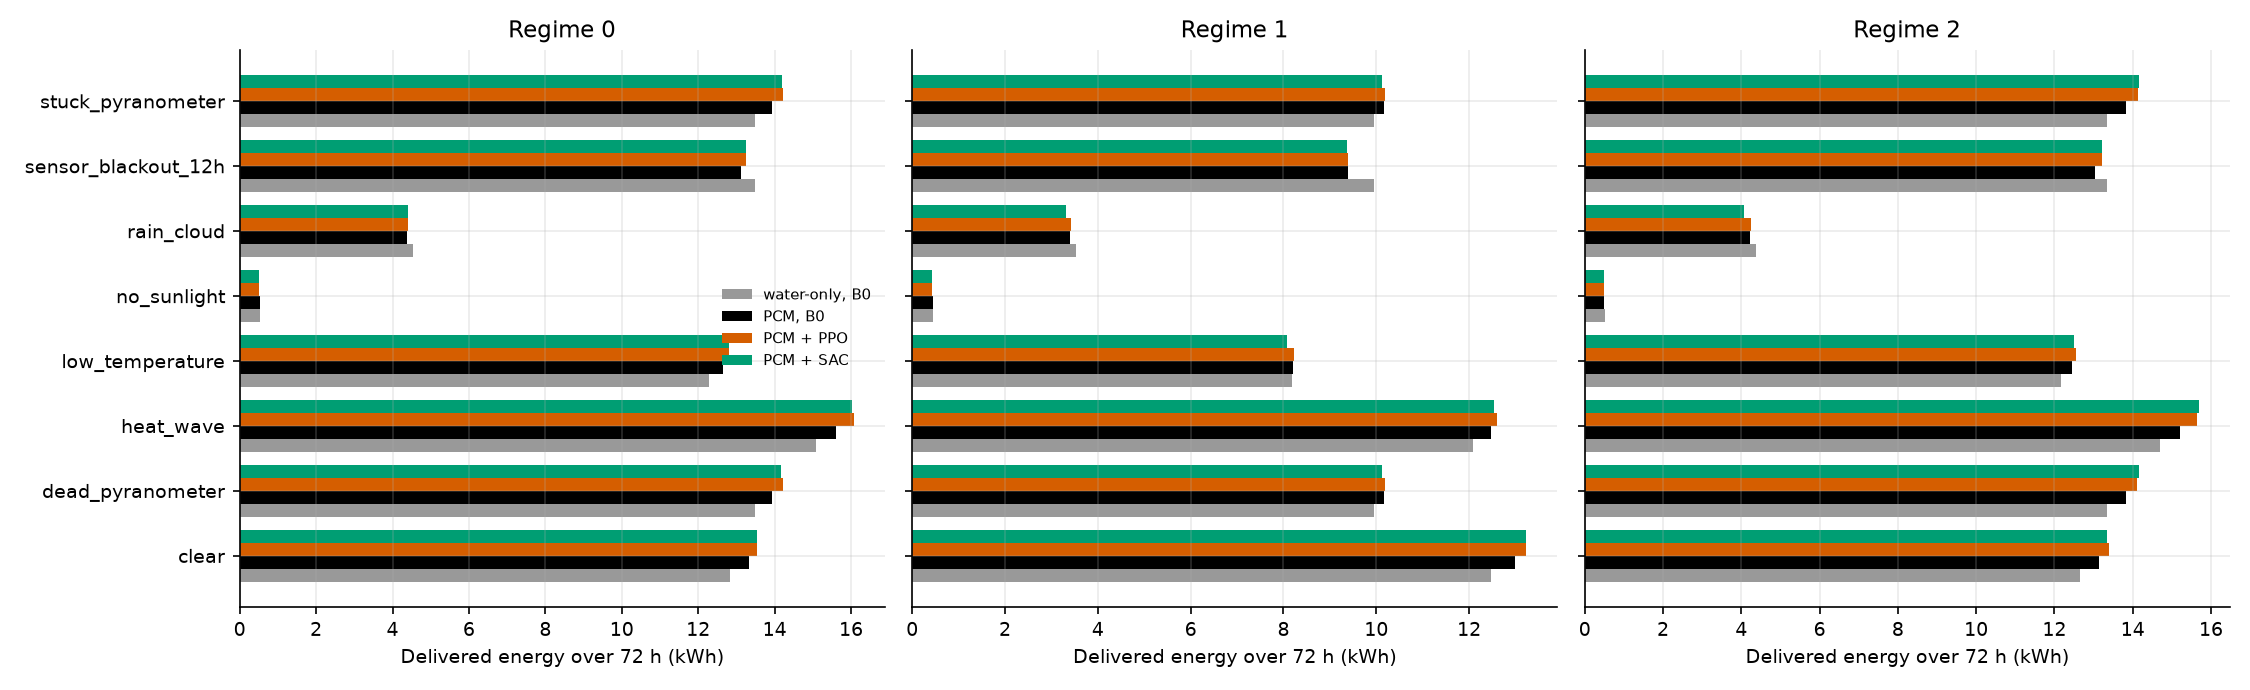 Regime 0
Regime 1
Regime 2
stuck_pyranometer
sensor_blackout_12h
rain_cloud
no_sunlight
low_temperature
heat_wave
dead_pyranometer
clear
water-only, B0
PCM, B0
PCM + PPO
PCM + SAC
0 2 4 6 8 10 12 14 16
0 2 4 6 8 10 12
0 2 4 6 8 10 12 14 16
Delivered energy over 72 h (kWh)
Delivered energy over 72 h (kWh)
Delivered energy over 72 h (kWh)